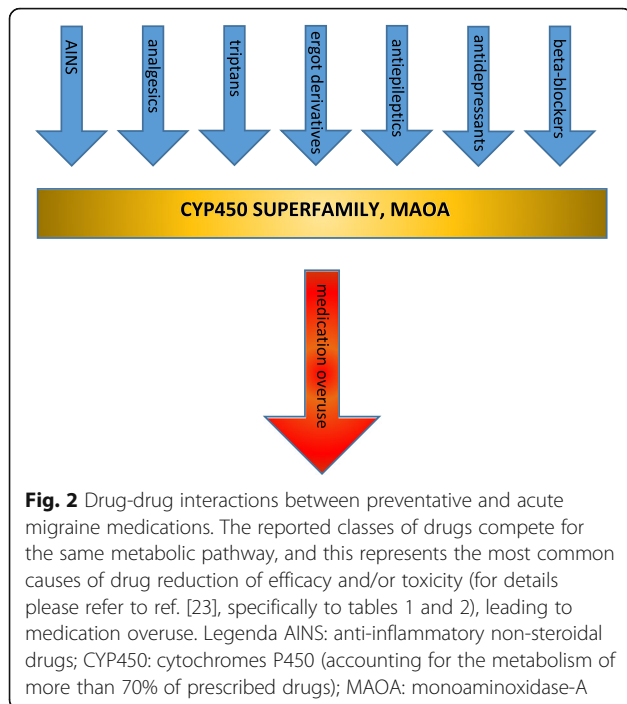 AINS
analgesics
triptans
ergot derivatives
antiepileptics
antidepressants
beta-blockers
CYP450 SUPERFAMILY, MAOA
medication overuse
Fig. 2 Drug-drug interactions between preventative and acute
migraine medications. The reported classes of drugs compete for
the same metabolic pathway, and this represents the most common
causes of drug reduction of efficacy and/or toxicity (for details
please refer to ref. [23], specifically to tables 1 and 2), leading to
medication overuse. Legenda AINS: anti-inflammatory non-steroidal
drugs; CYP450: cytochromes P450 (accounting for the metabolism of
more than 70% of prescribed drugs); MAOA: monoaminoxidase-A